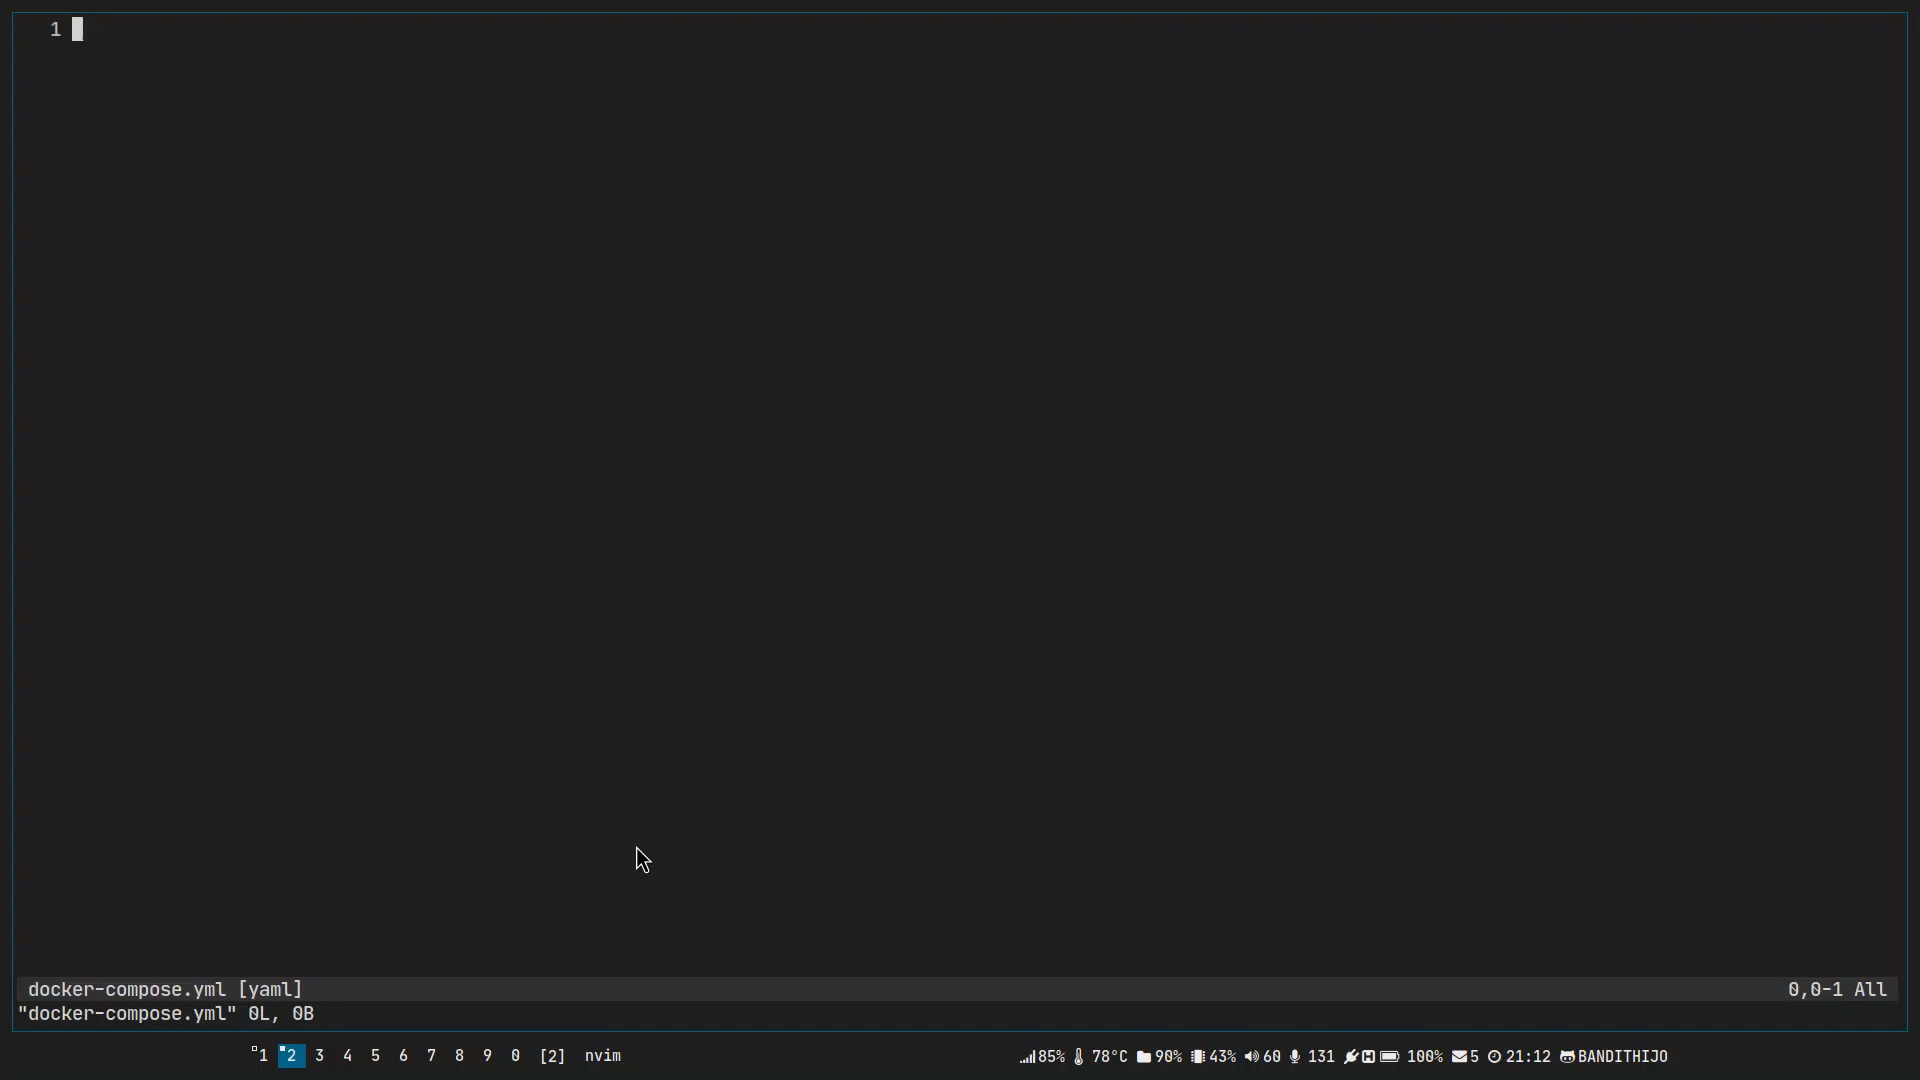 1
docker-compose.yml [yaml] 0,0-1 All
"docker-compose.yml" 0L, 0B
1 2 3 4 5 6 7 8 9 0 [2] nvim 85% 78°C 90% 43% 60 131 H 100% 5 21:12 BANDITHIJO